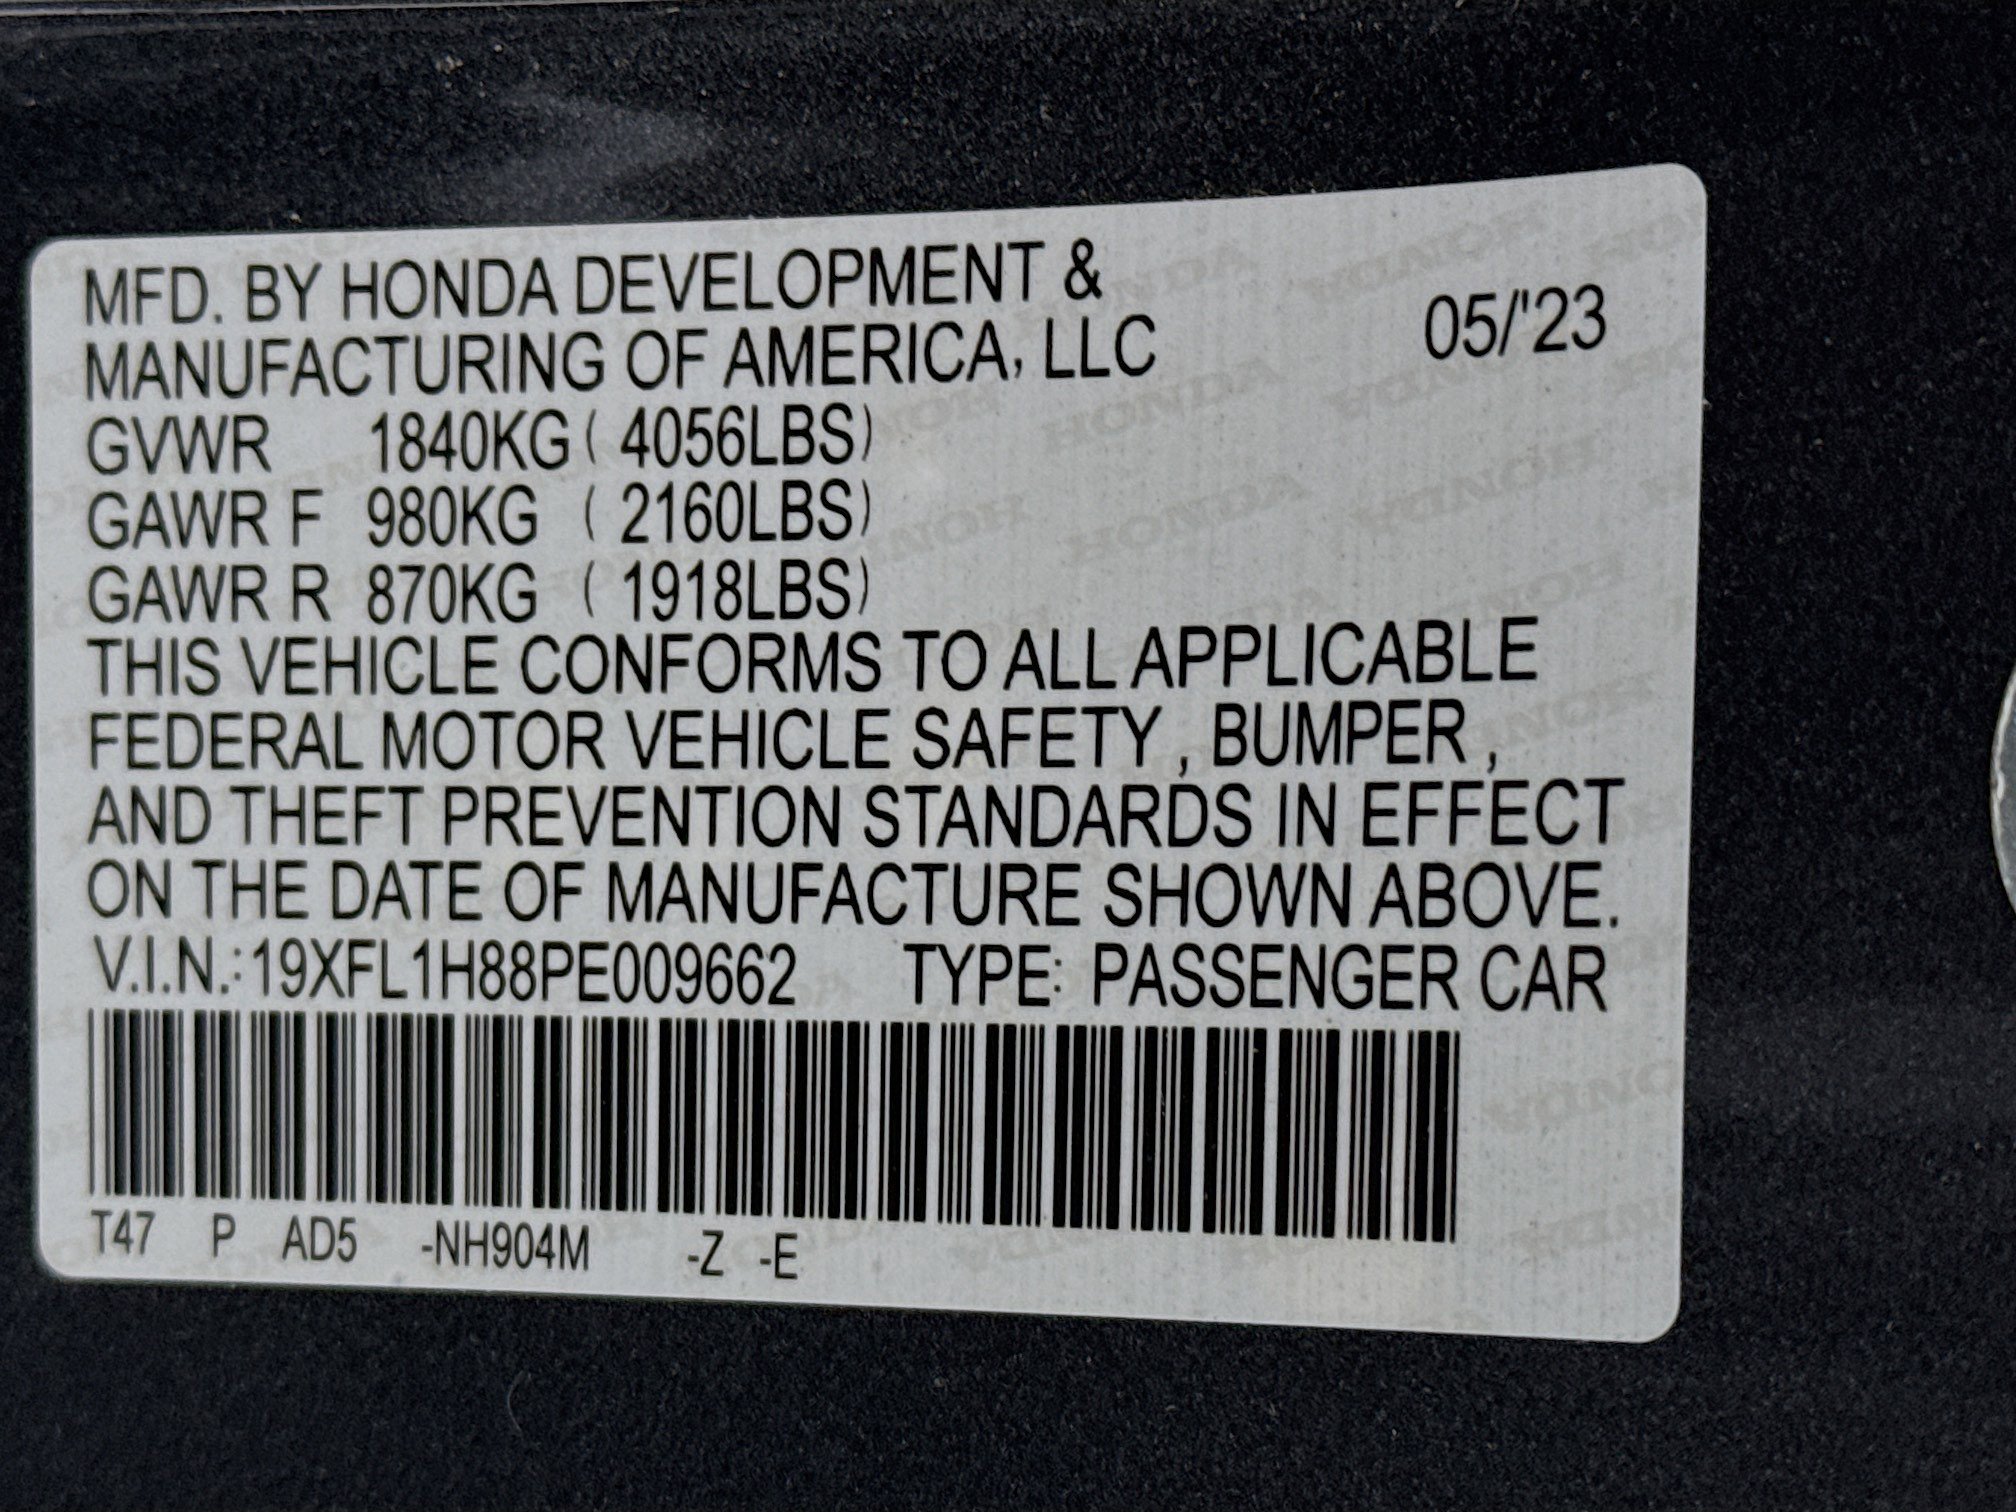 MFD. BY HONDA DEVELOPMENT &
MANUFACTURING OF AMERICA, LLC 05/'23
GVWR 1840KG ( 4056LBS)
GAWR F 980KG ( 2160LBS)
GAWR R 870KG ( 1918LBS)
THIS VEHICLE CONFORMS TO ALL APPLICABLE
FEDERAL MOTOR VEHICLE SAFETY , BUMPER ,
AND THEFT PREVENTION STANDARDS IN EFFECT
ON THE DATE OF MANUFACTURE SHOWN ABOVE.
V.I.N.: 19XFL1H88PE009662 TYPE: PASSENGER CAR
T47 P AD5 -NH904M -Z -E